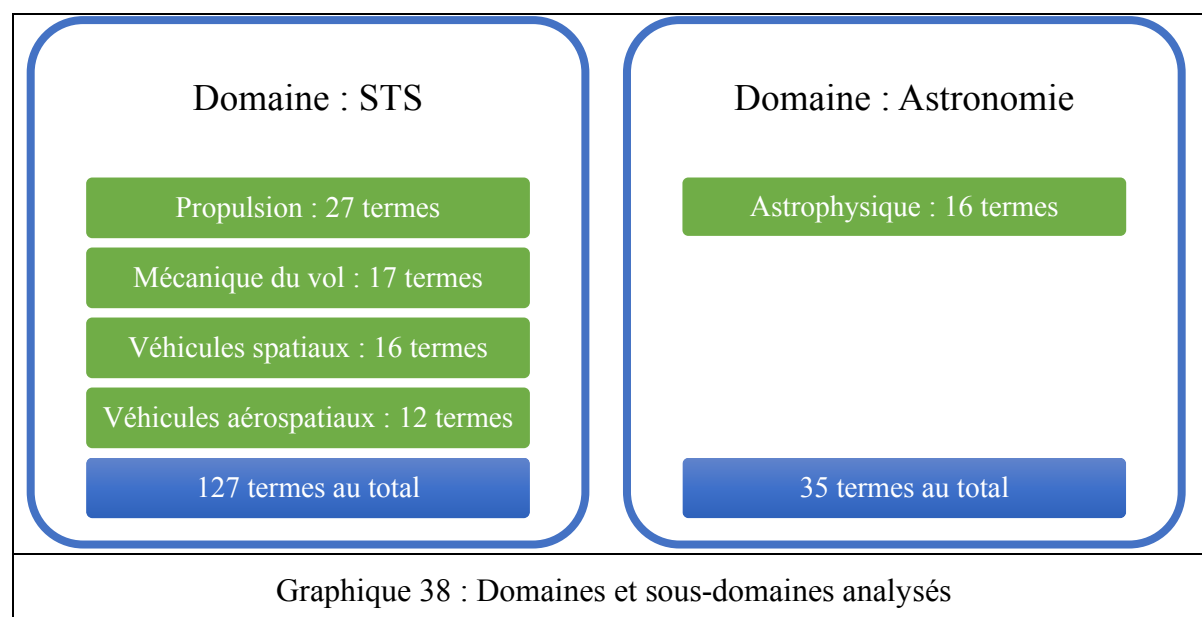 Domaine : STS
Propulsion : 27 termes
Mécanique du vol : 17 termes
Véhicules spatiaux : 16 termes
Véhicules aérospatiaux : 12 termes
127 termes au total
Domaine : Astronomie
Astrophysique : 16 termes
35 termes au total
Graphique 38 : Domaines et sous-domaines analysés